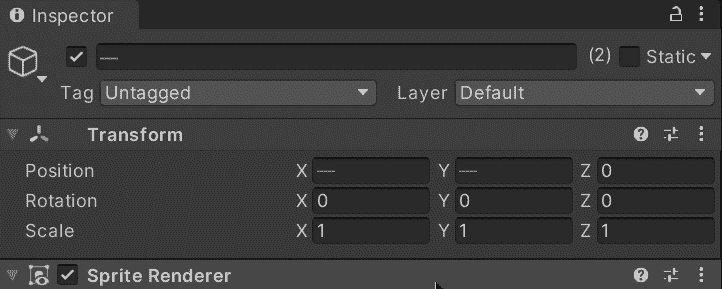 Inspector
— (2) Static
Tag Untagged Layer Default
Transform
Position X — Y — Z 0
Rotation X 0 Y 0 Z 0
Scale X 1 Y 1 Z 1
Sprite Renderer